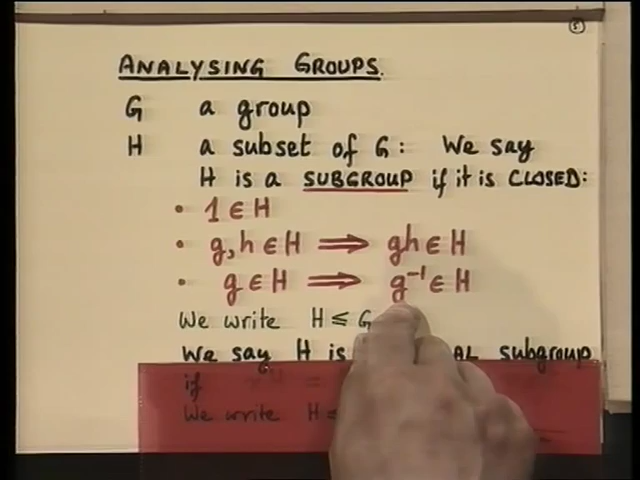 5
ANALYSING GROUPS.
G a group
H a subset of G: We say
H is a SUBGROUP if it is CLOSED:
• 1 ∈ H
• g, h ∈ H ⟹ gh ∈ H
• g ∈ H ⟹ g⁻¹ ∈ H
We write H ≤ G
We say H is AL subgroup
if
We write H